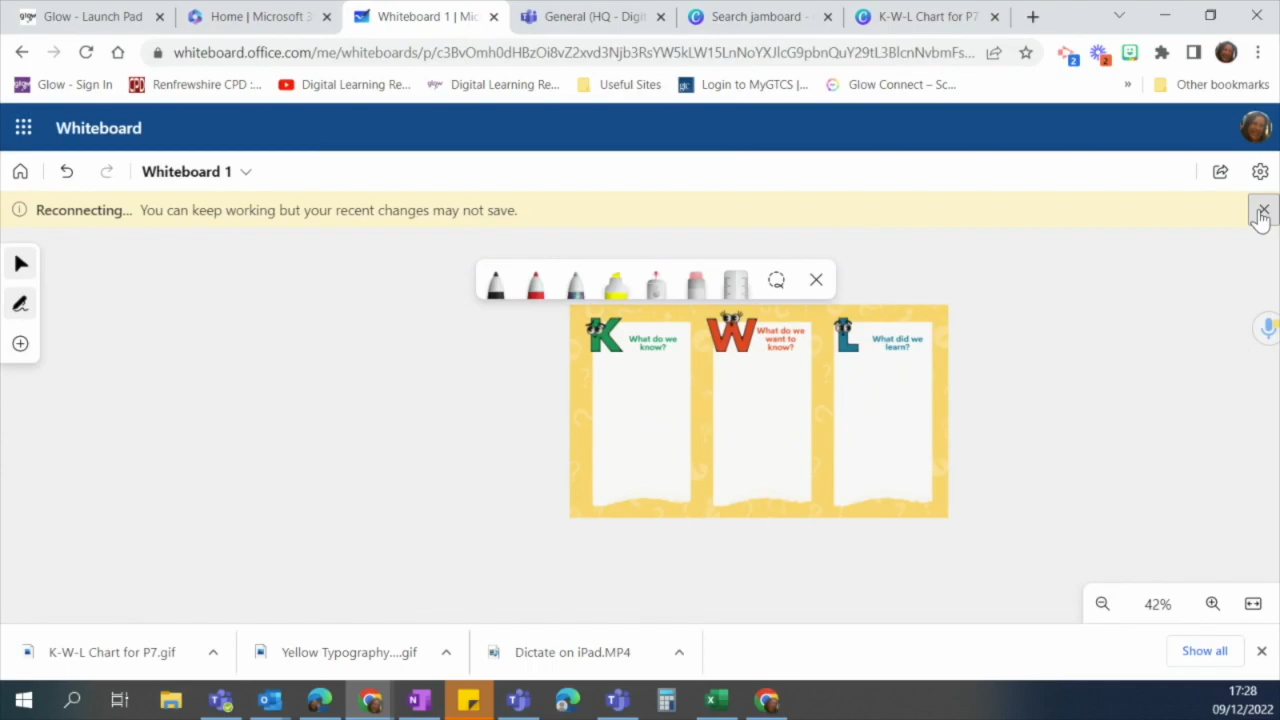 Glow - Launch Pad
Home | Microsoft 3
Whiteboard 1 | Mic
General (HQ - Digit
Search jamboard -
K-W-L Chart for P7
whiteboard.office.com/me/whiteboards/p/c3BvOmh0dHBzOi8vZ2xvd3Njb3RsYW5kLW15LnNoYXJlcG9pbnQuY29tL3BlcnNvbmFs...
2
2
Glow - Sign In
Renfrewshire CPD :...
Digital Learning Re...
Digital Learning Re...
Useful Sites
Login to MyGTCS |...
Glow Connect – Sc...
»
Other bookmarks
Whiteboard
Whiteboard 1
Reconnecting... You can keep working but your recent changes may not save.
K What do we
know?
W What do we
want to
know?
L What did we
learn?
42%
K-W-L Chart for P7.gif
Yellow Typography....gif
Dictate on iPad.MP4
Show all
17:28
09/12/2022